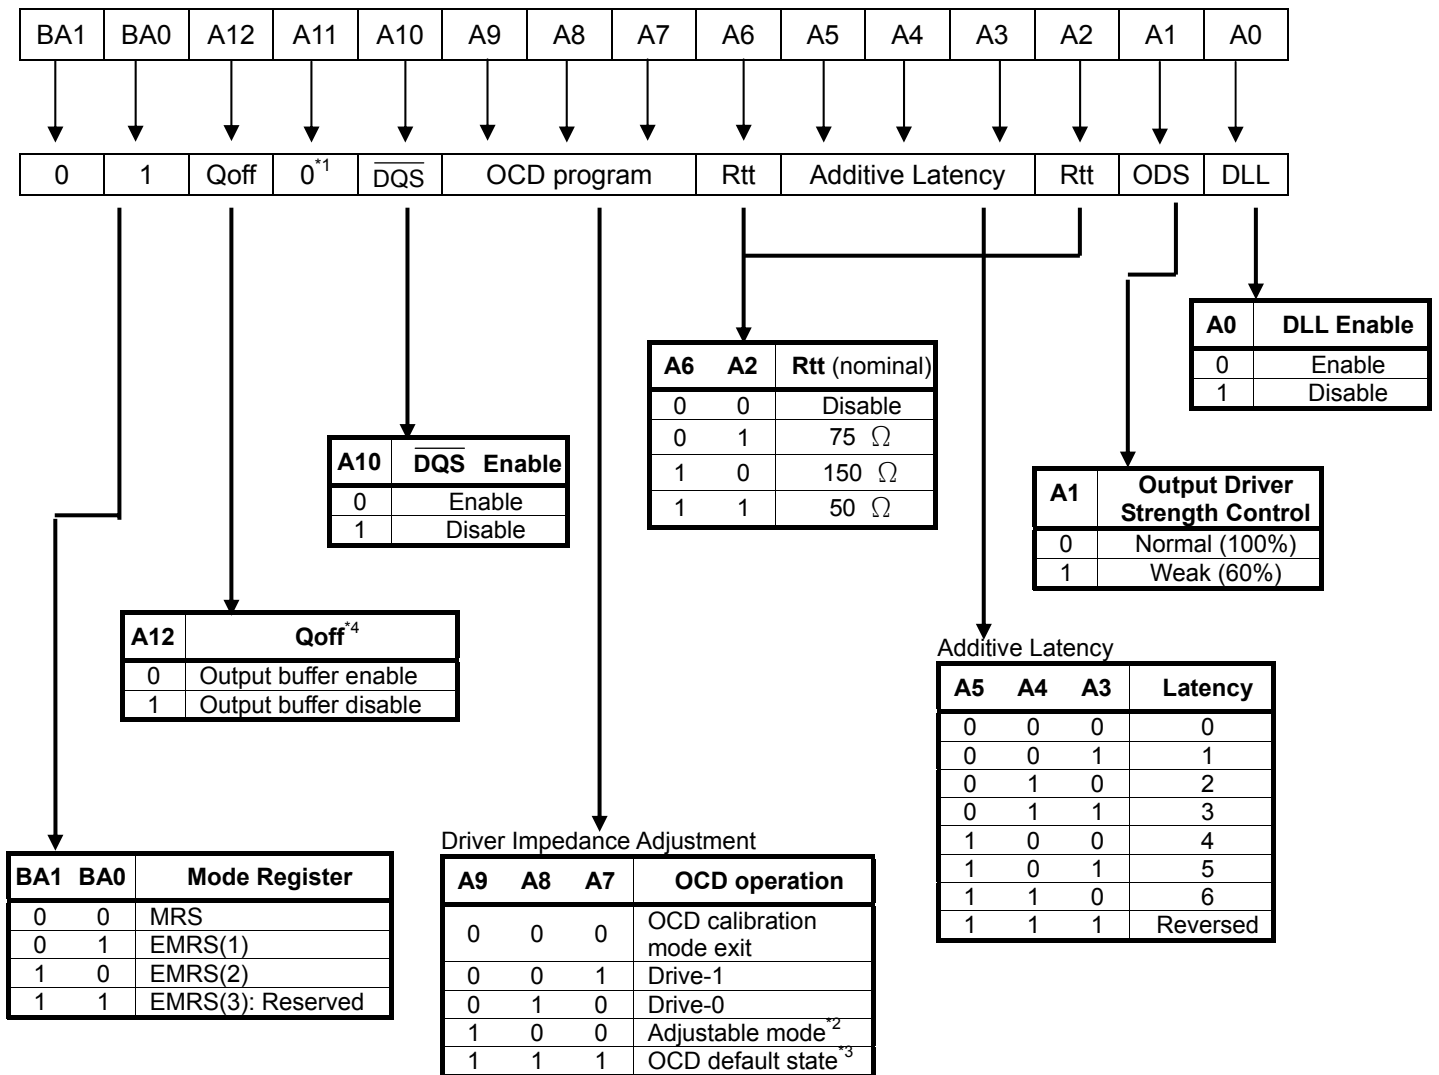 BA1 BA0 A12 A11 A10 A9 A8 A7 A6 A5 A4 A3 A2 A1 A0
0 1 Qoff 0*1 D̅Q̅S̅ OCD program Rtt Additive Latency Rtt ODS DLL
A0 DLL Enable
0 Enable
1 Disable
A6 A2 Rtt (nominal)
0 0 Disable
0 1 75 Ω
1 0 150 Ω
1 1 50 Ω
A10 D̅Q̅S̅ Enable
0 Enable
1 Disable
A1 Output Driver
Strength Control
0 Normal (100%)
1 Weak (60%)
A12 Qoff*4
0 Output buffer enable
1 Output buffer disable
Additive Latency
A5 A4 A3 Latency
0 0 0 0
0 0 1 1
0 1 0 2
0 1 1 3
1 0 0 4
1 0 1 5
1 1 0 6
1 1 1 Reversed
BA1 BA0 Mode Register
0 0 MRS
0 1 EMRS(1)
1 0 EMRS(2)
1 1 EMRS(3): Reserved
Driver Impedance Adjustment
A9 A8 A7 OCD operation
0 0 0 OCD calibration
mode exit
0 0 1 Drive-1
0 1 0 Drive-0
1 0 0 Adjustable mode*2
1 1 1 OCD default state*3